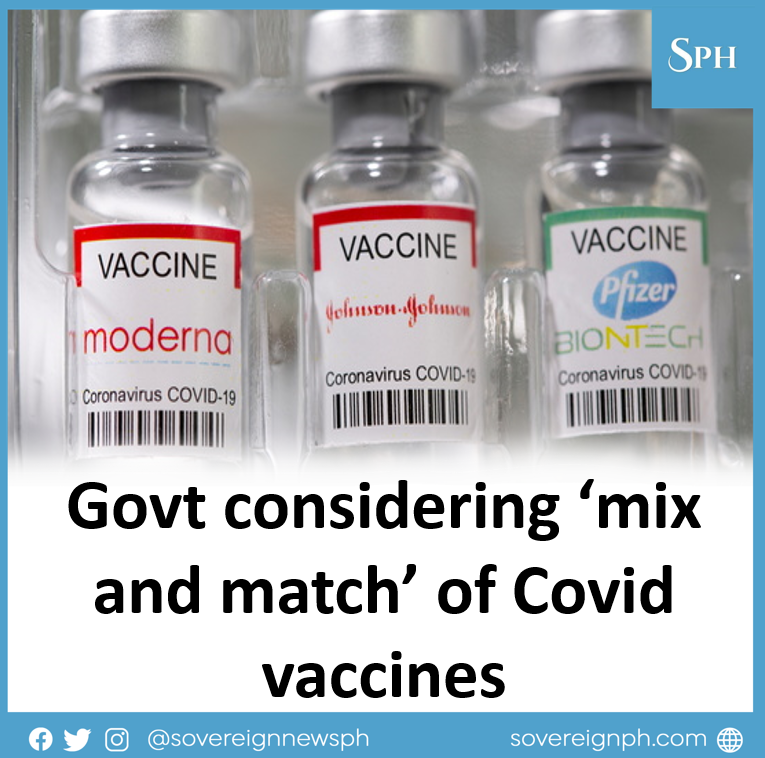 SPH
VACCINE
moderna
Coronavirus COVID-19
VACCINE
Johnson & Johnson
Coronavirus COVID-19
VACCINE
Pfizer
BIONTECH
Coronavirus COVID-19
Govt considering ‘mix
and match’ of Covid
vaccines
@sovereignnewsph
sovereignph.com